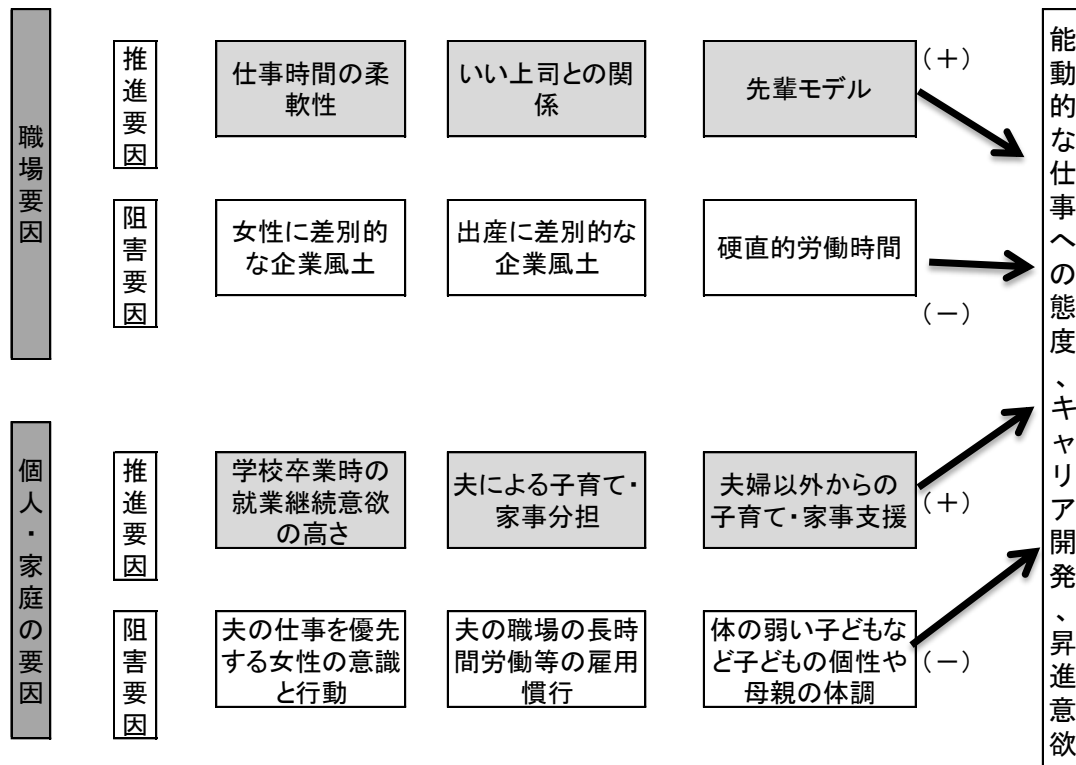 職場要因
推進要因
仕事時間の柔
軟性
いい上司との関
係
先輩モデル
(＋)
阻害要因
女性に差別的
な企業風土
出産に差別的な
企業風土
硬直的労働時間
(－)
個人・家庭の要因
推進要因
学校卒業時の
就業継続意欲
の高さ
夫による子育て・
家事分担
夫婦以外からの
子育て・家事支援
(＋)
阻害要因
夫の仕事を優先
する女性の意識
と行動
夫の職場の長時
間労働等の雇用
慣行
体の弱い子どもな
ど子どもの個性や
母親の体調
(－)
能動的な仕事への態度、キャリア開発、昇進意欲